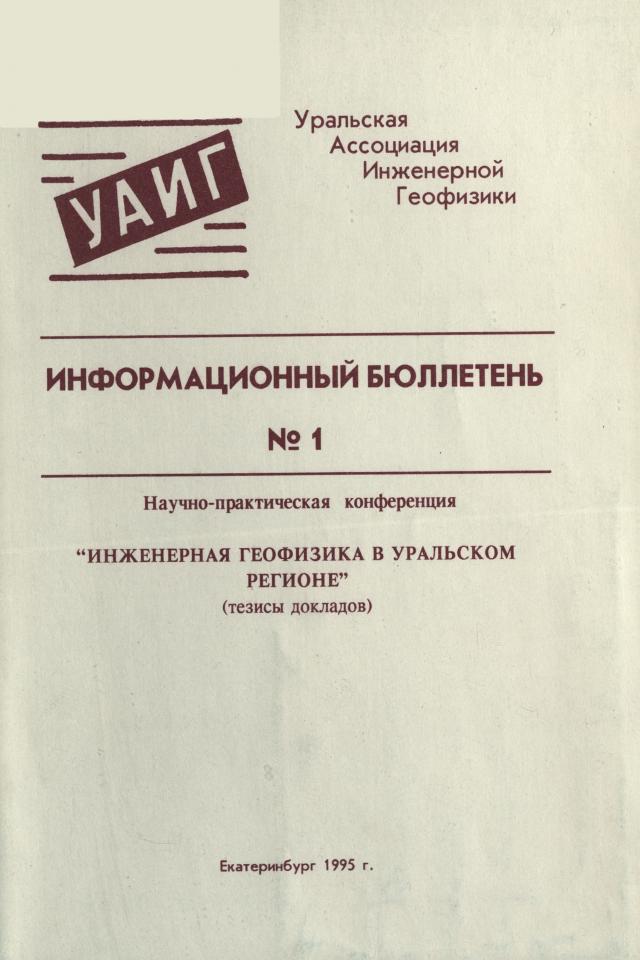 УАИГ
Уральская
Ассоциация
Инженерной
Геофизики
ИНФОРМАЦИОННЫЙ БЮЛЛЕТЕНЬ
№ 1
Научно-практическая конференция
“ИНЖЕНЕРНАЯ ГЕОФИЗИКА В УРАЛЬСКОМ
РЕГИОНЕ”
(тезисы докладов)
Екатеринбург 1995 г.